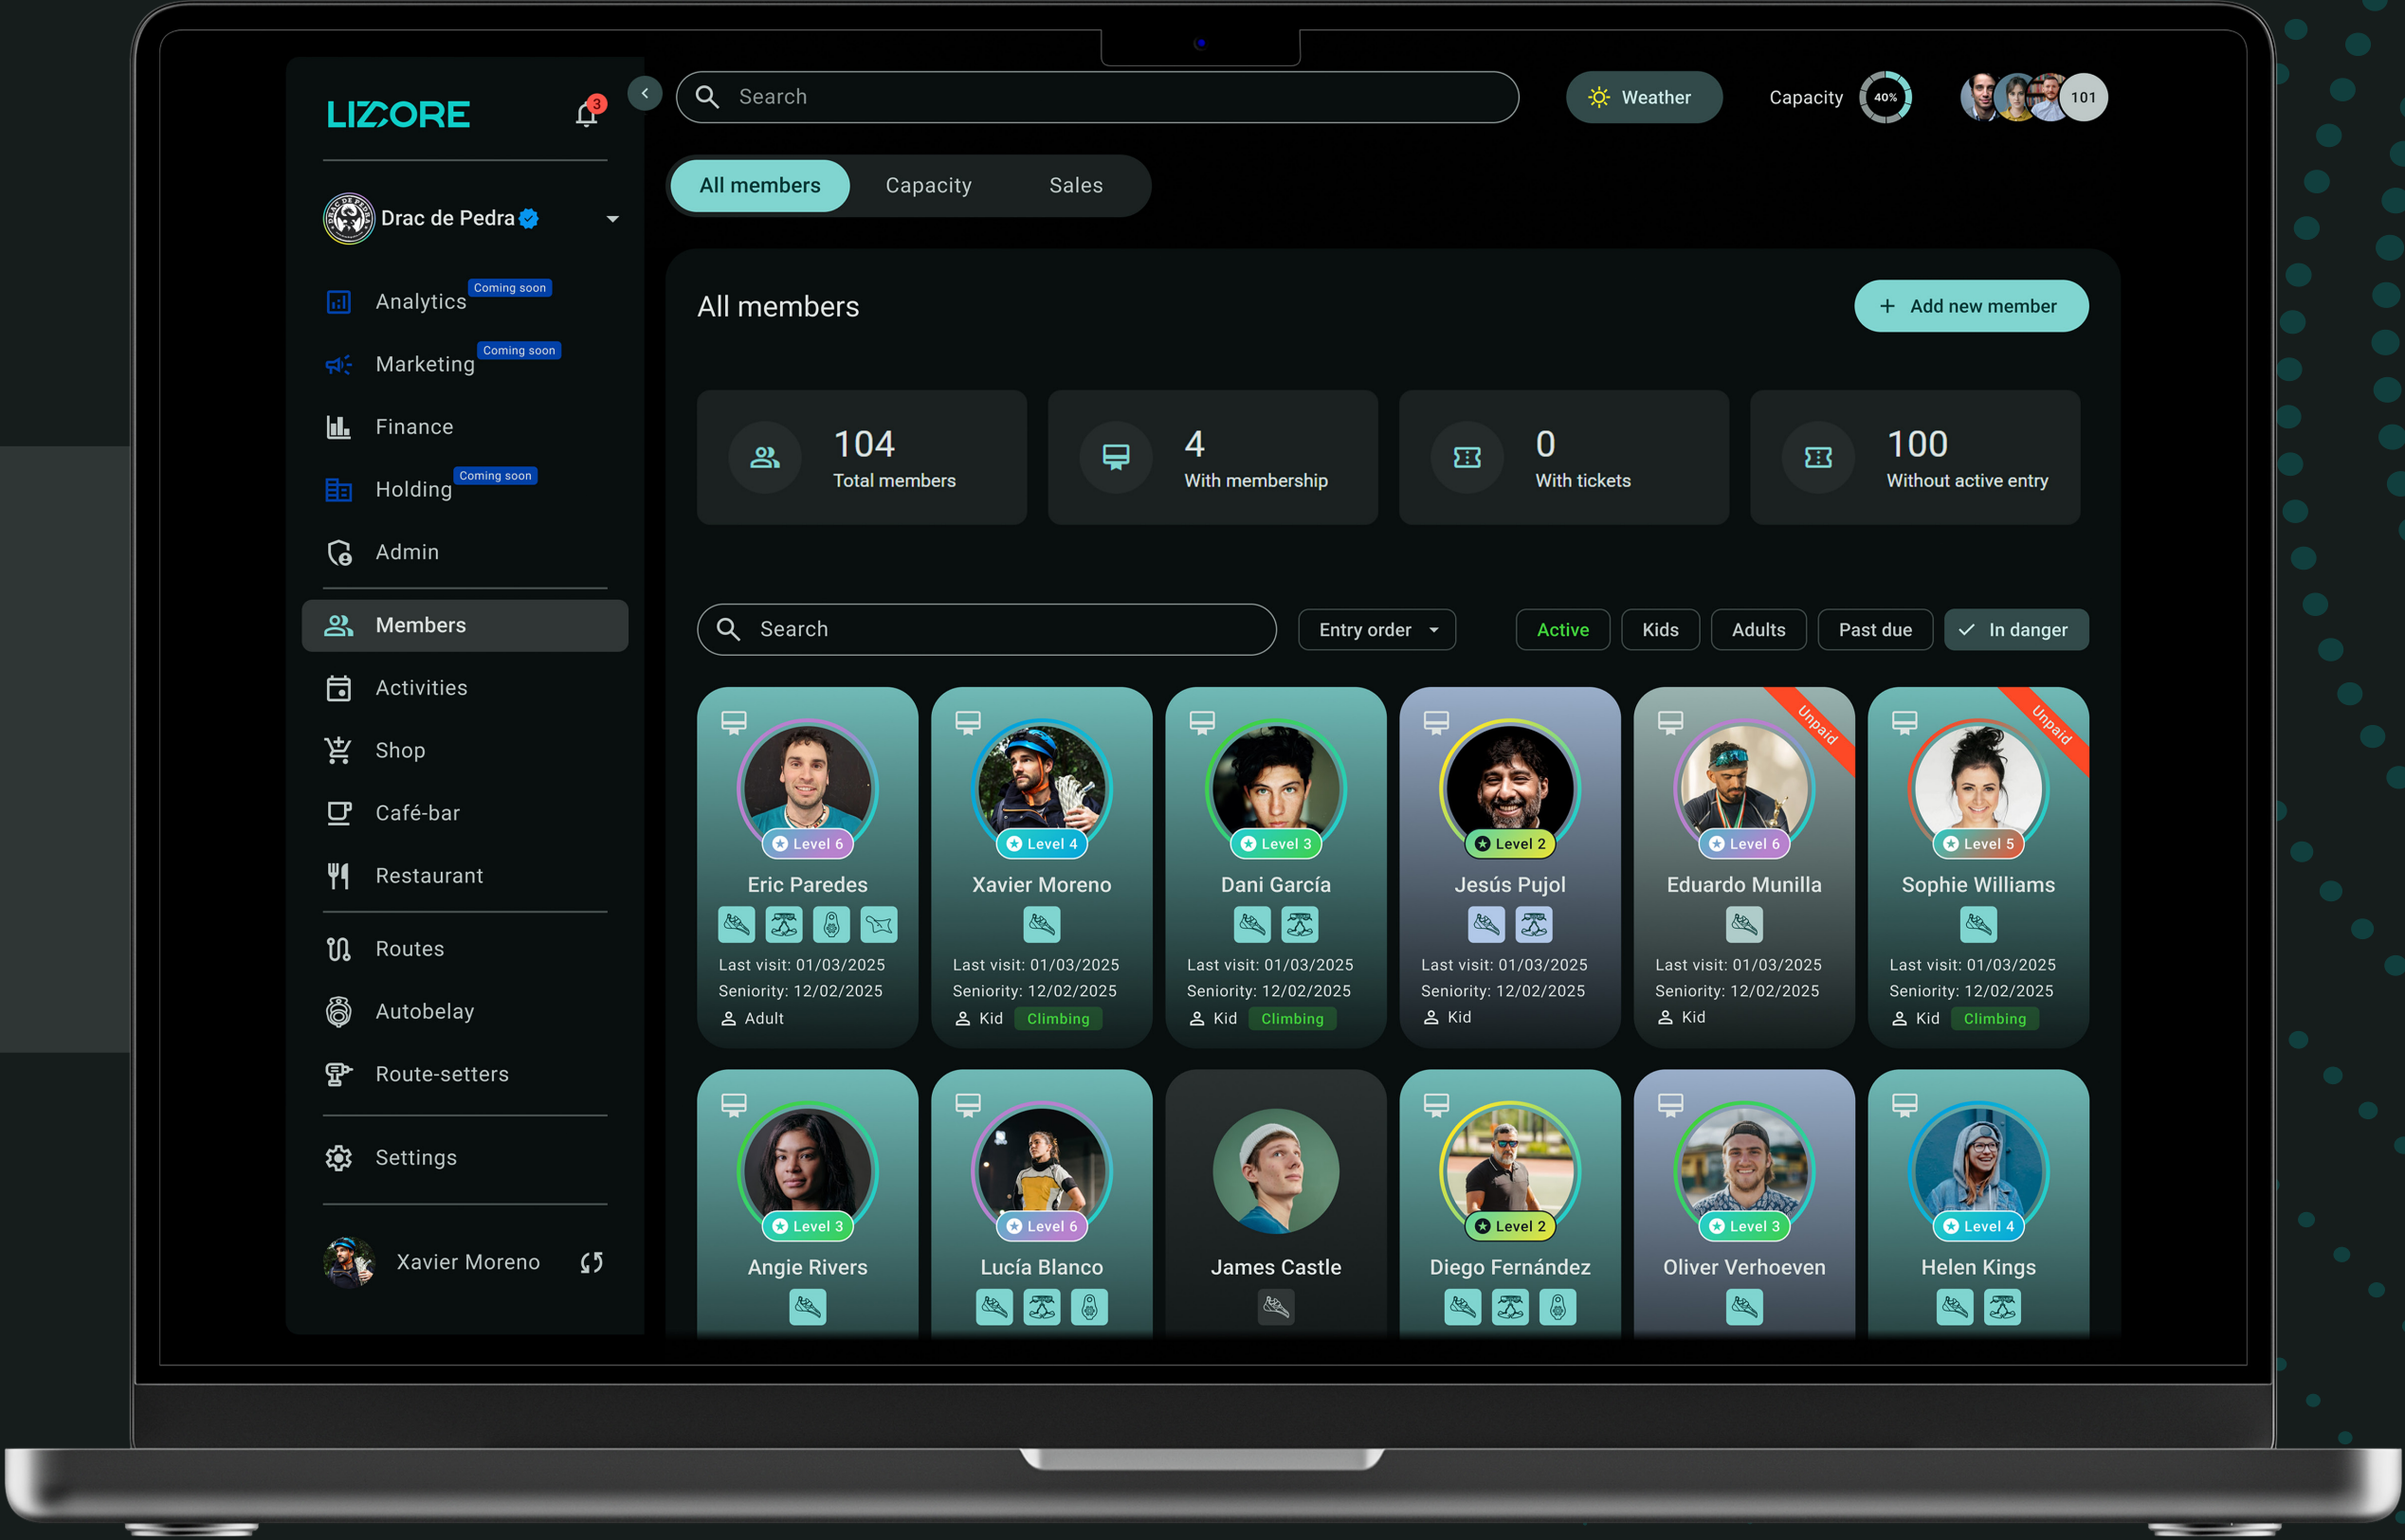 LIZCORE
3
Search
Weather
Capacity
40%
101
All members
Capacity
Sales
DRAC DE PEDRA
Drac de Pedra
Analytics
Coming soon
Marketing
Coming soon
Finance
Holding
Coming soon
Admin
Members
Activities
Shop
Café-bar
Restaurant
Routes
Autobelay
Route-setters
Settings
Xavier Moreno
All members
+ Add new member
104
Total members
4
With membership
0
With tickets
100
Without active entry
Search
Entry order
Active
Kids
Adults
Past due
In danger
Level 6
Eric Paredes
Last visit: 01/03/2025
Seniority: 12/02/2025
Adult
Level 4
Xavier Moreno
Last visit: 01/03/2025
Seniority: 12/02/2025
Kid Climbing
Level 3
Dani García
Last visit: 01/03/2025
Seniority: 12/02/2025
Kid Climbing
Level 2
Jesús Pujol
Last visit: 01/03/2025
Seniority: 12/02/2025
Kid
Unpaid
Level 6
Eduardo Munilla
Last visit: 01/03/2025
Seniority: 12/02/2025
Kid
Unpaid
Level 5
Sophie Williams
Last visit: 01/03/2025
Seniority: 12/02/2025
Kid Climbing
Level 3
Angie Rivers
Level 6
Lucía Blanco
James Castle
Level 2
Diego Fernández
Level 3
Oliver Verhoeven
Level 4
Helen Kings